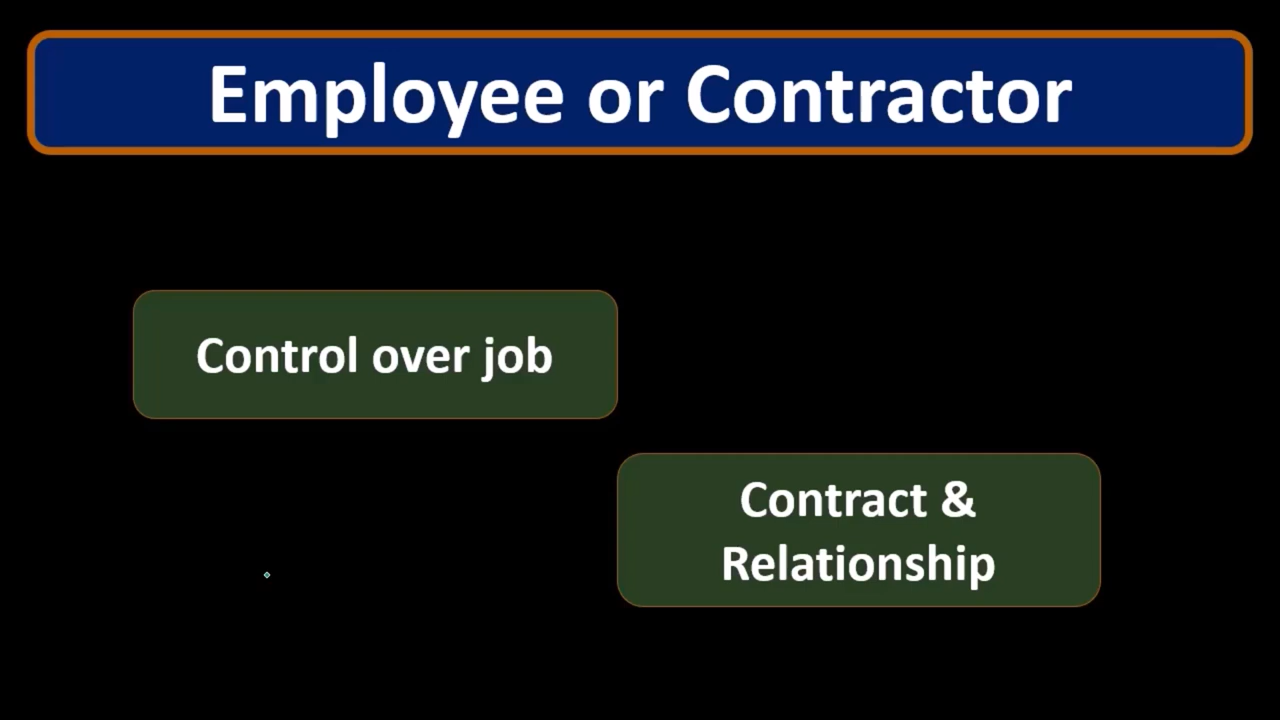 Employee or Contractor
Control over job
Contract &
Relationship